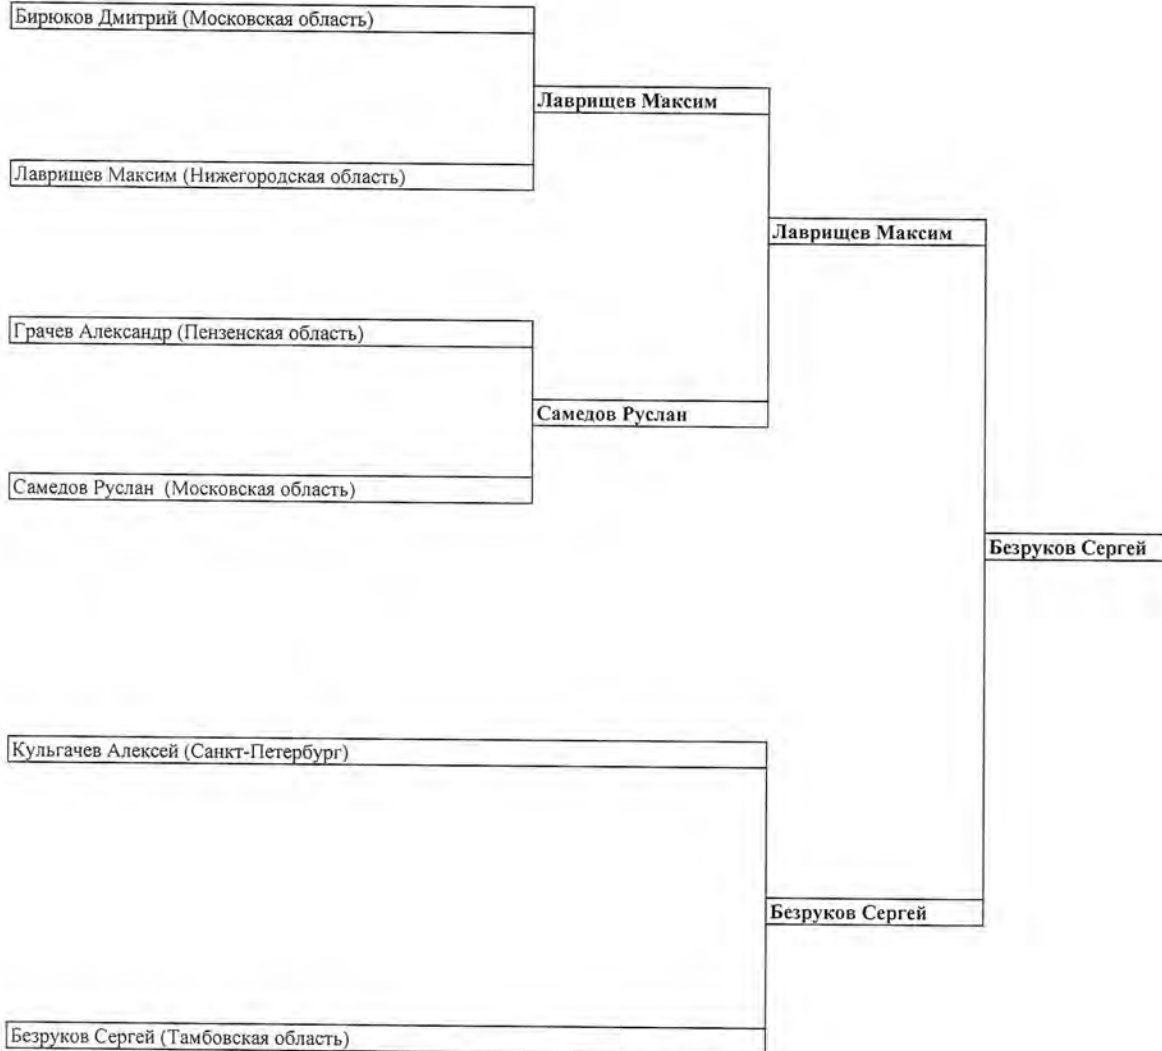 Бирюков Дмитрий (Московская область)
Лаврищев Максим
Лаврищев Максим (Нижегородская область)
Лаврищев Максим
Грачев Александр (Пензенская область)
Самедов Руслан
Самедов Руслан (Московская область)
Безруков Сергей
Кульгачев Алексей (Санкт-Петербург)
Безруков Сергей
Безруков Сергей (Тамбовская область)